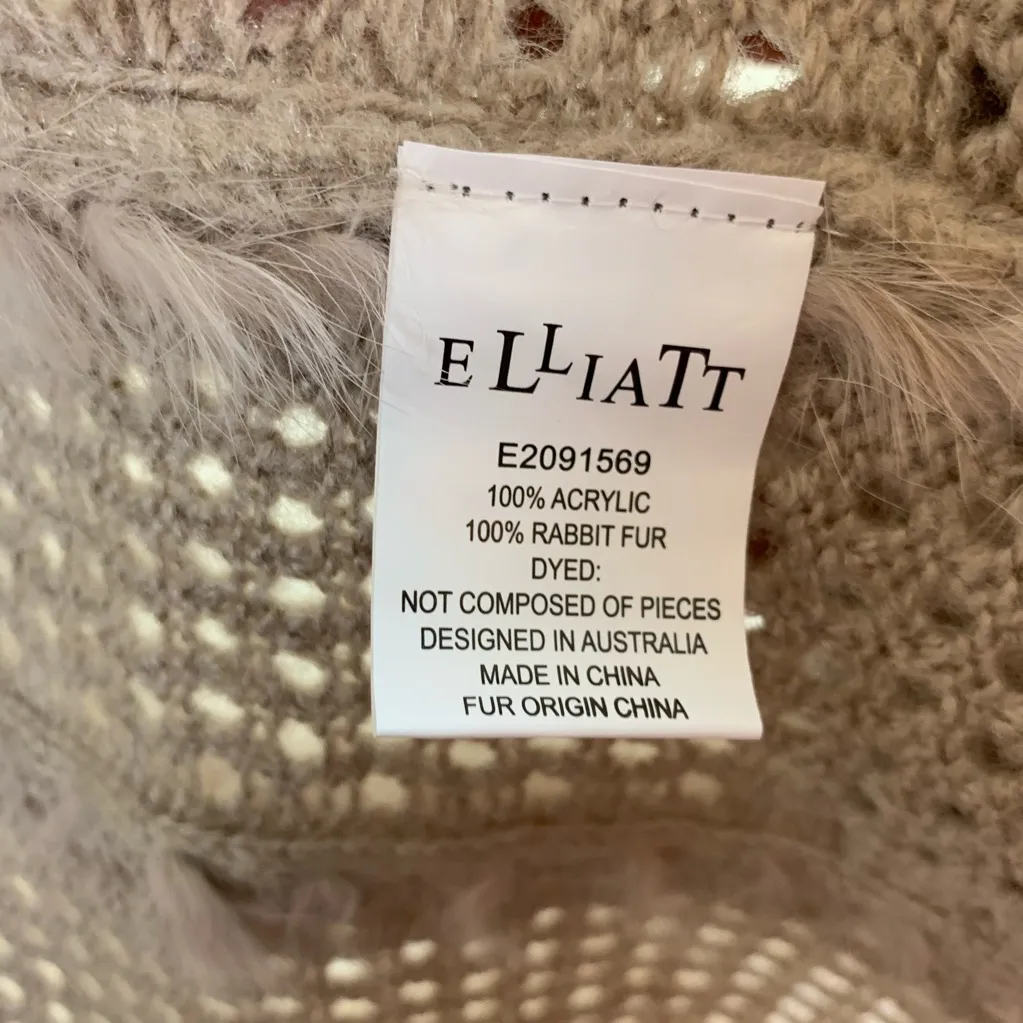 ELLIATT
E2091569
100% ACRYLIC
100% RABBIT FUR
DYED:
NOT COMPOSED OF PIECES
DESIGNED IN AUSTRALIA
MADE IN CHINA
FUR ORIGIN CHINA